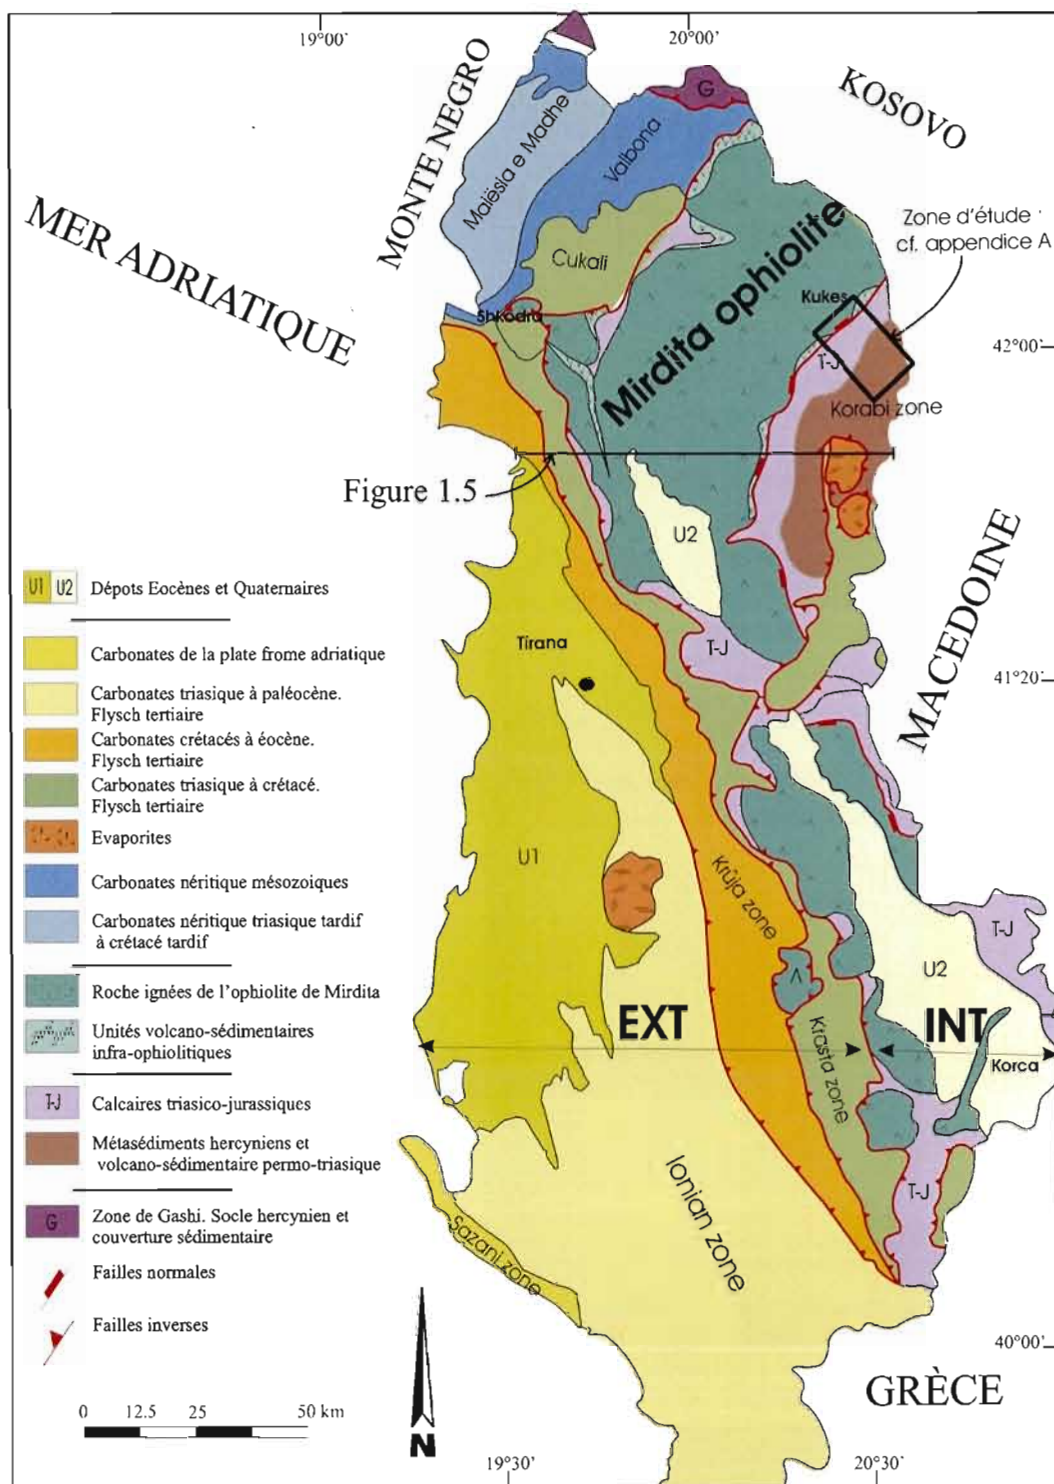 19°00'
20°00'
MONTE NEGRO
KOSOVO
MER ADRIATIQUE
G
Valbona
Malësia e Madhe
Cukali
Zone d'étude :
cf. appendice A
Mirdita ophiolite
Kukes
Shkodra
42°00'
T-J
Korabi zone
Figure 1.5
U2
MACEDOINE
U1 U2 Dépots Eocènes et Quaternaires
Carbonates de la plate frome adriatique
Carbonates triasique à paléocène.
Flysch tertiaire
Carbonates crétacés à éocène.
Flysch tertiaire
Carbonates triasique à crétacé.
Flysch tertiaire
Evaporites
Carbonates néritique mésozoiques
Carbonates néritique triasique tardif
à crétacé tardif
Roche ignées de l'ophiolite de Mirdita
Unités volcano-sédimentaires
infra-ophiolitiques
T-J Calcaires triasico-jurassiques
Métasédiments hercyniens et
volcano-sédimentaire permo-triasique
G Zone de Gashi. Socle hercynien et
couverture sédimentaire
Failles normales
Failles inverses
0 12.5 25 50 km
Tirana
T-J
41°20'
U1
Krüja zone
T-J
U2
EXT
INT
Krasta zone
Korca
Ionian zone
T-J
Sazani zone
40°00'
GRÈCE
N
19°30'
20°30'